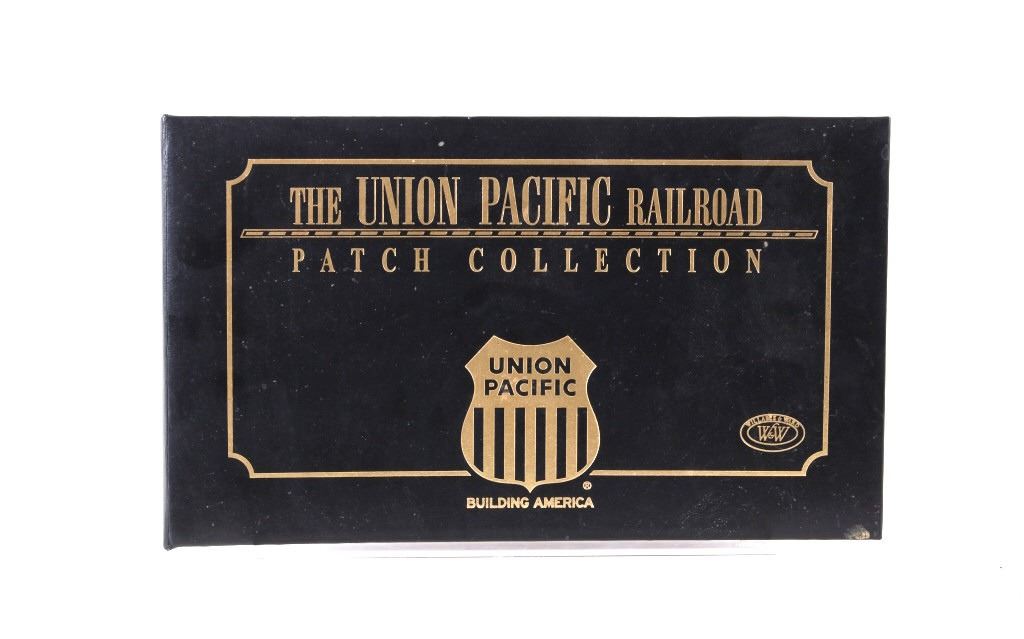 THE UNION PACIFIC RAILROAD
PATCH COLLECTION
UNION
PACIFIC
®
BUILDING AMERICA
W&W